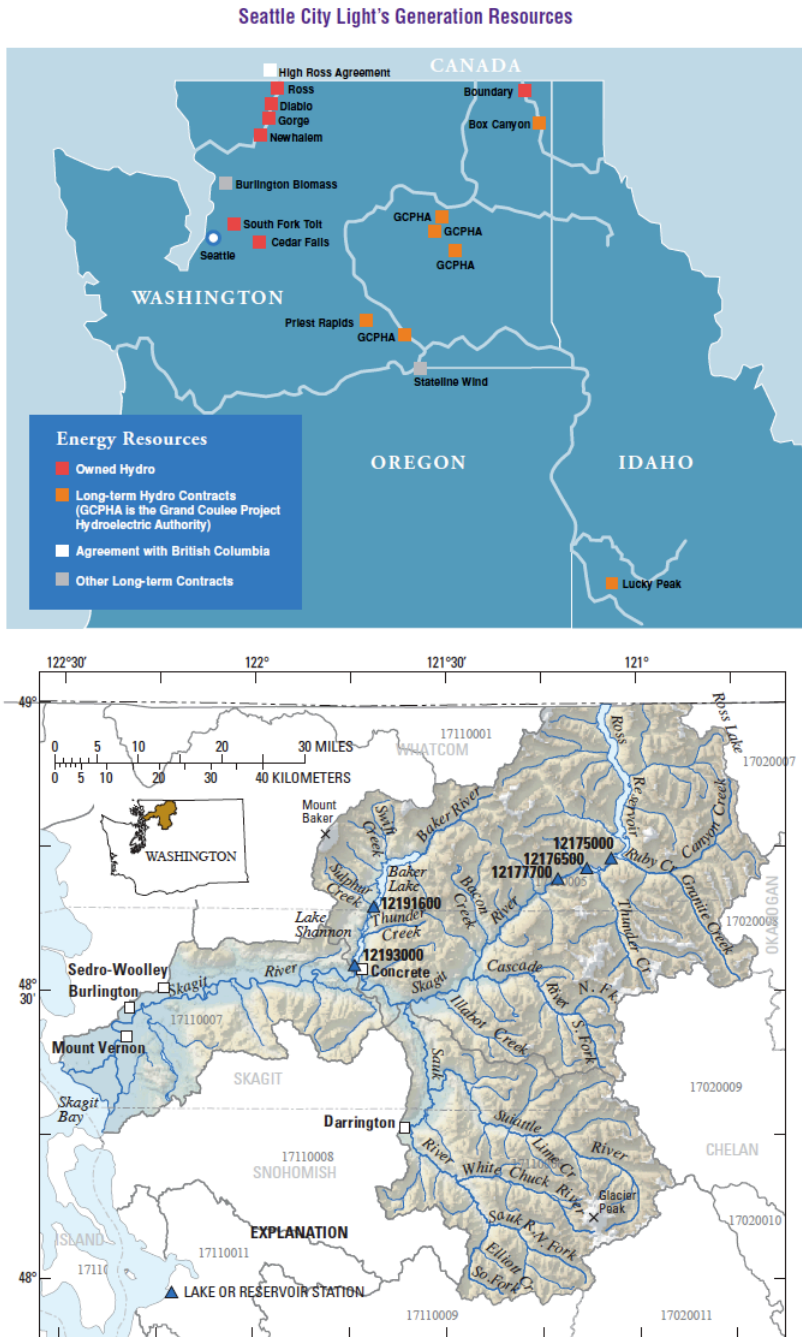 Seattle City Light's Generation Resources
CANADA
High Ross Agreement
Ross
Diablo
Gorge
Newhalem
Boundary
Box Canyon
Burlington Biomass
GCPHA
GCPHA
GCPHA
South Fork Tolt
Cedar Falls
Seattle
WASHINGTON
Priest Rapids
GCPHA
Stateline Wind
Energy Resources
Owned Hydro
Long-term Hydro Contracts
(GCPHA is the Grand Coulee Project
Hydroelectric Authority)
Agreement with British Columbia
Other Long-term Contracts
OREGON
IDAHO
Lucky Peak
122°30'
122°
121°30'
121°
49°
0 5 10 20 30 MILES
0 5 10 20 30 40 KILOMETERS
17110001
WHATCOM
Ross Lake
17020007
Ross
Reservoir
Mount
Baker
WASHINGTON
Swift
Creek
Baker River
Canyon Creek
12175000
12176500
12177700
Ruby Cr
Sulphur
Creek
Baker
Lake
Bacon
Creek
River
12191600
Thunder
Creek
Lake
Shannon
Thunder Cr
Granite Creek
OKANOGAN
12193000
Concrete
Skagit
Cascade
River
N. Fk.
S. Fork
Sedro-Woolley
Burlington
Skagit
River
48°
30'
17110007
Mount Vernon
Illabot
Creek
Sauk
SKAGIT
Skagit
Bay
17020009
Darrington
Suiattle
River
Lime Cr
CHELAN
17110008
SNOHOMISH
River
White Chuck River
Glacier
Peak
17020010
Sauk R.N. Fork
EXPLANATION
ISLAND
17110011
Elliott Cr
So. Fork
48°
LAKE OR RESERVOIR STATION
17110009
17020011